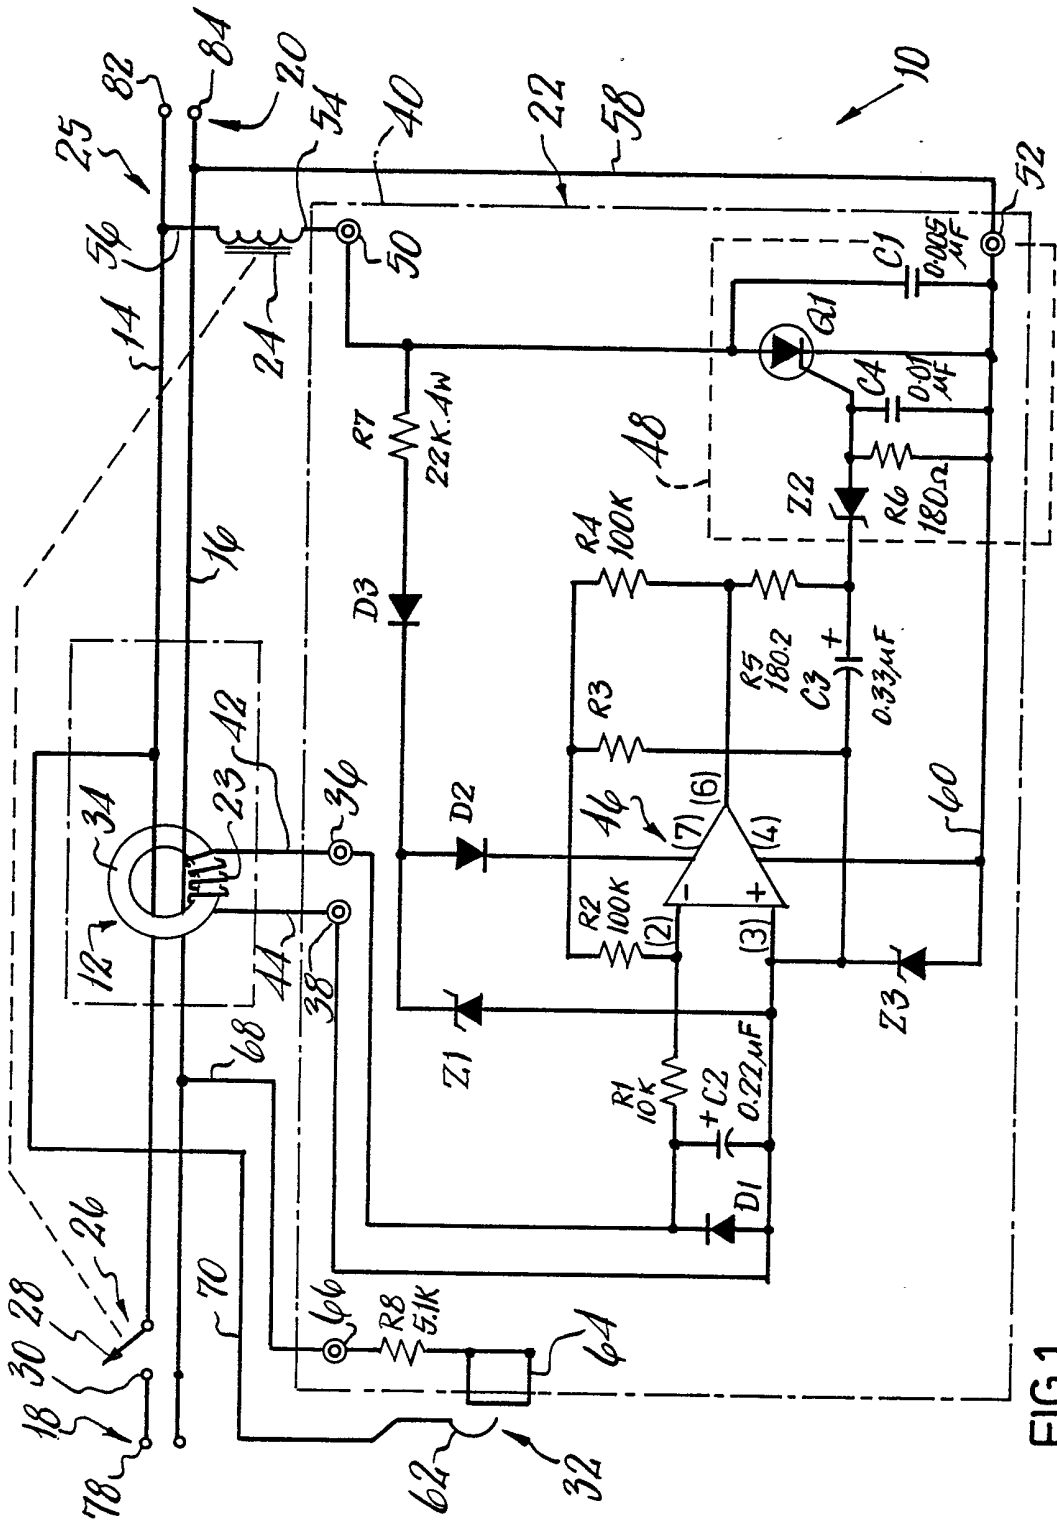 82
84
25
20
56
54
14
24
40
50
22
58
10
52
R7
22K.4W
C1
0.005
μF
Q1
C4
0.01
μF
48
Z2
R6
180Ω
16
D3
R4
100K
R5
180.2
C3
+
0.33μF
R3
34
23
42
36
12
44
38
D2
46
(7)
(6)
(4)
60
R2
100K
(2)
-
+
(3)
Z1
Z3
68
R1
10K
+
C2
0.22μF
D1
26
28
30
18
78
70
66
R8
5.1K
64
62
32
FIG.1